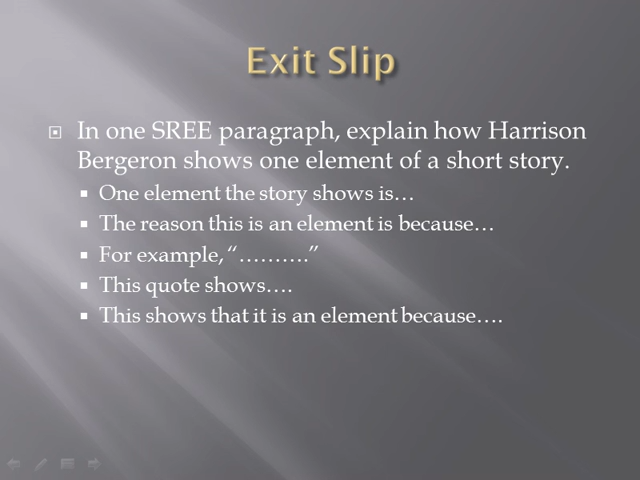 Exit Slip
In one SREE paragraph, explain how Harrison
Bergeron shows one element of a short story.
One element the story shows is…
The reason this is an element is because…
For example, “……….”
This quote shows….
This shows that it is an element because….